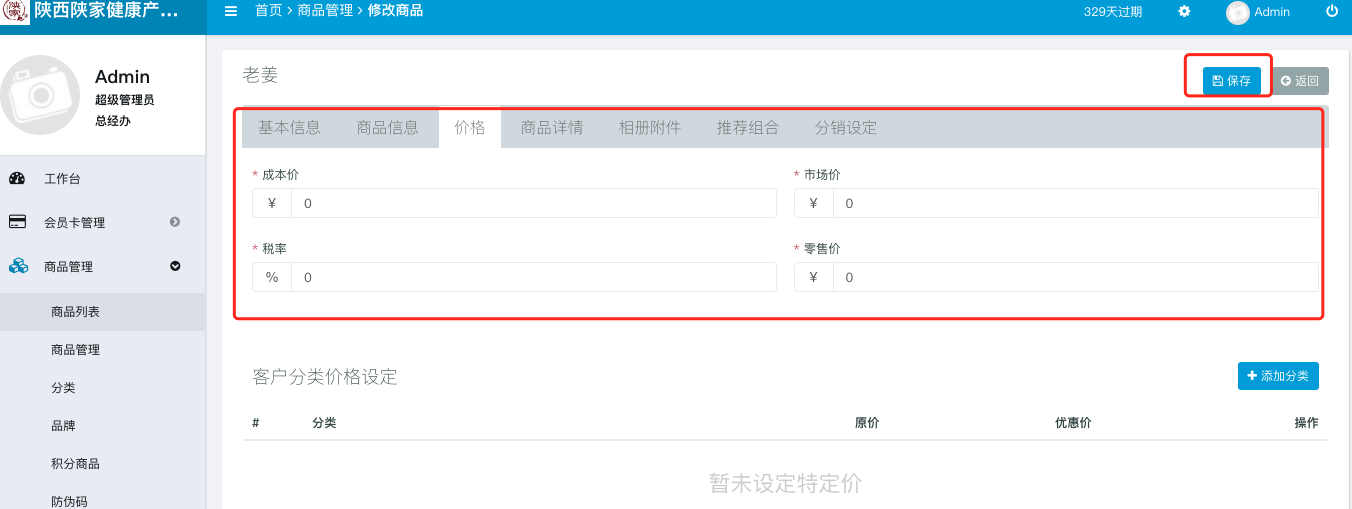 陕西陕家健康产...
首页 > 商品管理 > 修改商品
329天过期
Admin
Admin
超级管理员
总经办
工作台
会员卡管理
商品管理
商品列表
商品管理
分类
品牌
积分商品
防伪码
老姜
保存
返回
基本信息 商品信息 价格 商品详情 相册附件 推荐组合 分销设定
* 成本价
¥ 0
* 市场价
¥ 0
* 税率
% 0
* 零售价
¥ 0
客户分类价格设定
添加分类
# 分类 原价 优惠价 操作
暂未设定特定价